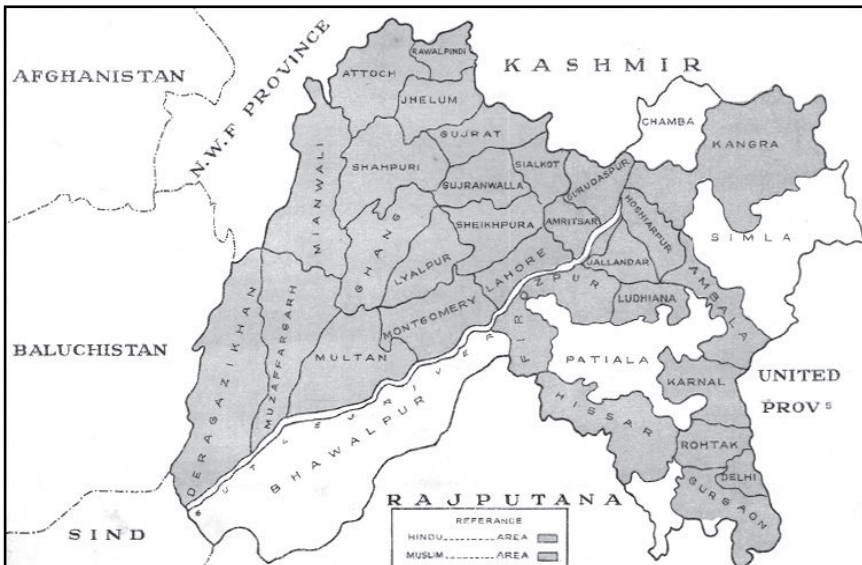 AFGHANISTAN
N.W.F PROVINCE
KASHMIR
RAWALPINDI
ATTOCH
JHELUM
GUJRAT
CHAMBA
KANGRA
MIANWALI
SHAHPURI
SIALKOT
GURUDASPUR
SUJRANWALLA
HOSHIARPUR
SIMLA
GHANG
SHEIKHPURA
AMRITSAR
LYALPUR
LAHORE
JALLANDAR
AMBALA
MONTGOMERY
FIROZPUR
LUDHIANA
BALUCHISTAN
DERAGAZIKHAN
MUZAFFARGARH
MULTAN
PATIALA
KARNAL
UNITED
PROVS
SUTLEJ RIVER
BHAWALPUR
HISSAR
ROHTAK
DELHI
GURGAON
RAJPUTANA
SIND
REFERANCE
HINDU AREA
MUSLIM AREA